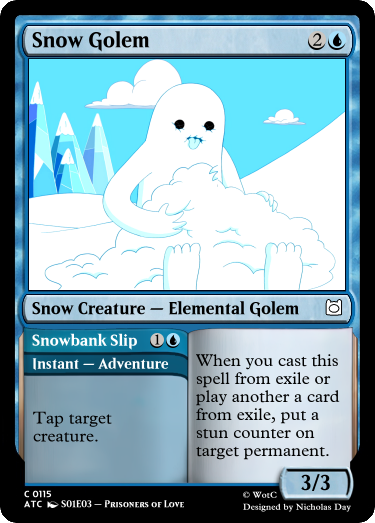 Snow Golem 2
Snow Creature — Elemental Golem
Snowbank Slip 1
Instant — Adventure
Tap target
creature.
When you cast this
spell from exile or
play another a card
from exile, put a
stun counter on
target permanent.
3/3
C 0115
ATC S01E03 – Prisoners of Love
© WotC
Designed by Nicholas Day